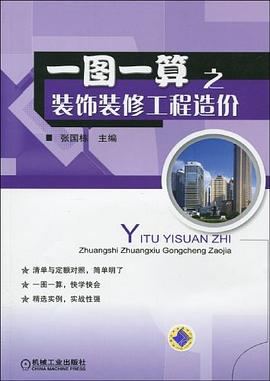 一图一算之
装饰装修工程造价
■ 张国栋 主编
YITU YISUAN ZHI
Zhuangshi Zhuangxiu Gongcheng Zaojia
☆ 清单与定额对照，简单明了
☆ 一图一算，快学快会
☆ 精选实例，实战性强
机械工业出版社
CHINA MACHINE PRESS